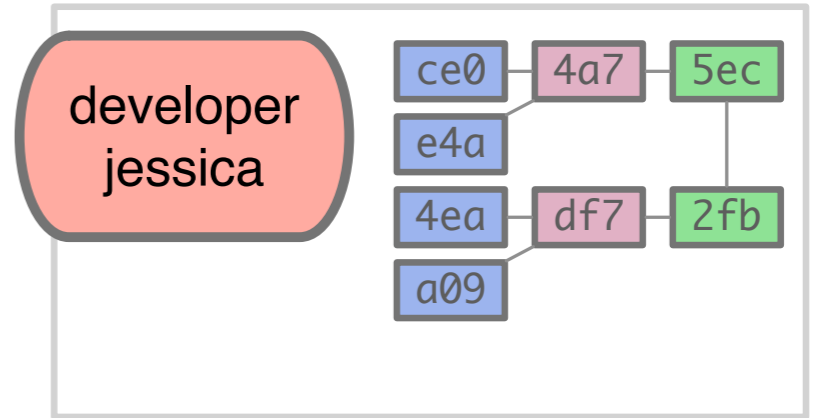 developer
jessica
ce0 4a7 5ec
e4a
4ea df7 2fb
a09